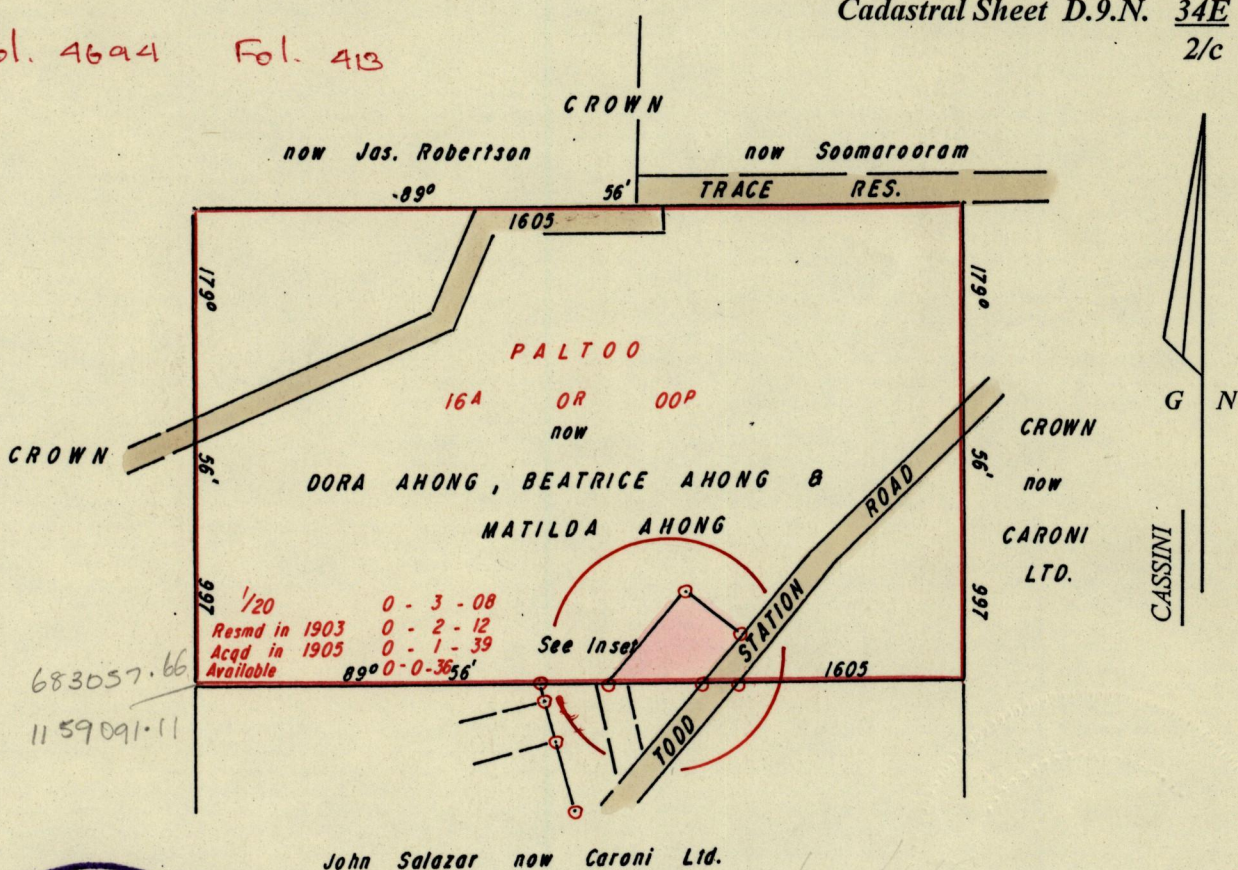 Cadastral Sheet D.9.N. 34E
2/c
ol. 4694 Fol. 413
CROWN
now Jas. Robertson
now Soomarooram
89° 56'
TRACE RES.
1605
179°
179°
PALTOO
16A 0R 00P
now
G N
CROWN
CROWN
56'
56'
now
DORA AHONG, BEATRICE AHONG &
ROAD
MATILDA AHONG
CARONI
LTD.
CASSINI
997
997
1/20 0 - 3 - 08
Resmd in 1903 0 - 2 - 12
Acqd in 1905 0 - 1 - 39
Available 0-0-36
See Inset
STATION
89° 56'
1605
683057.66
1159091.11
TODD
John Salazar now Caroni Ltd.